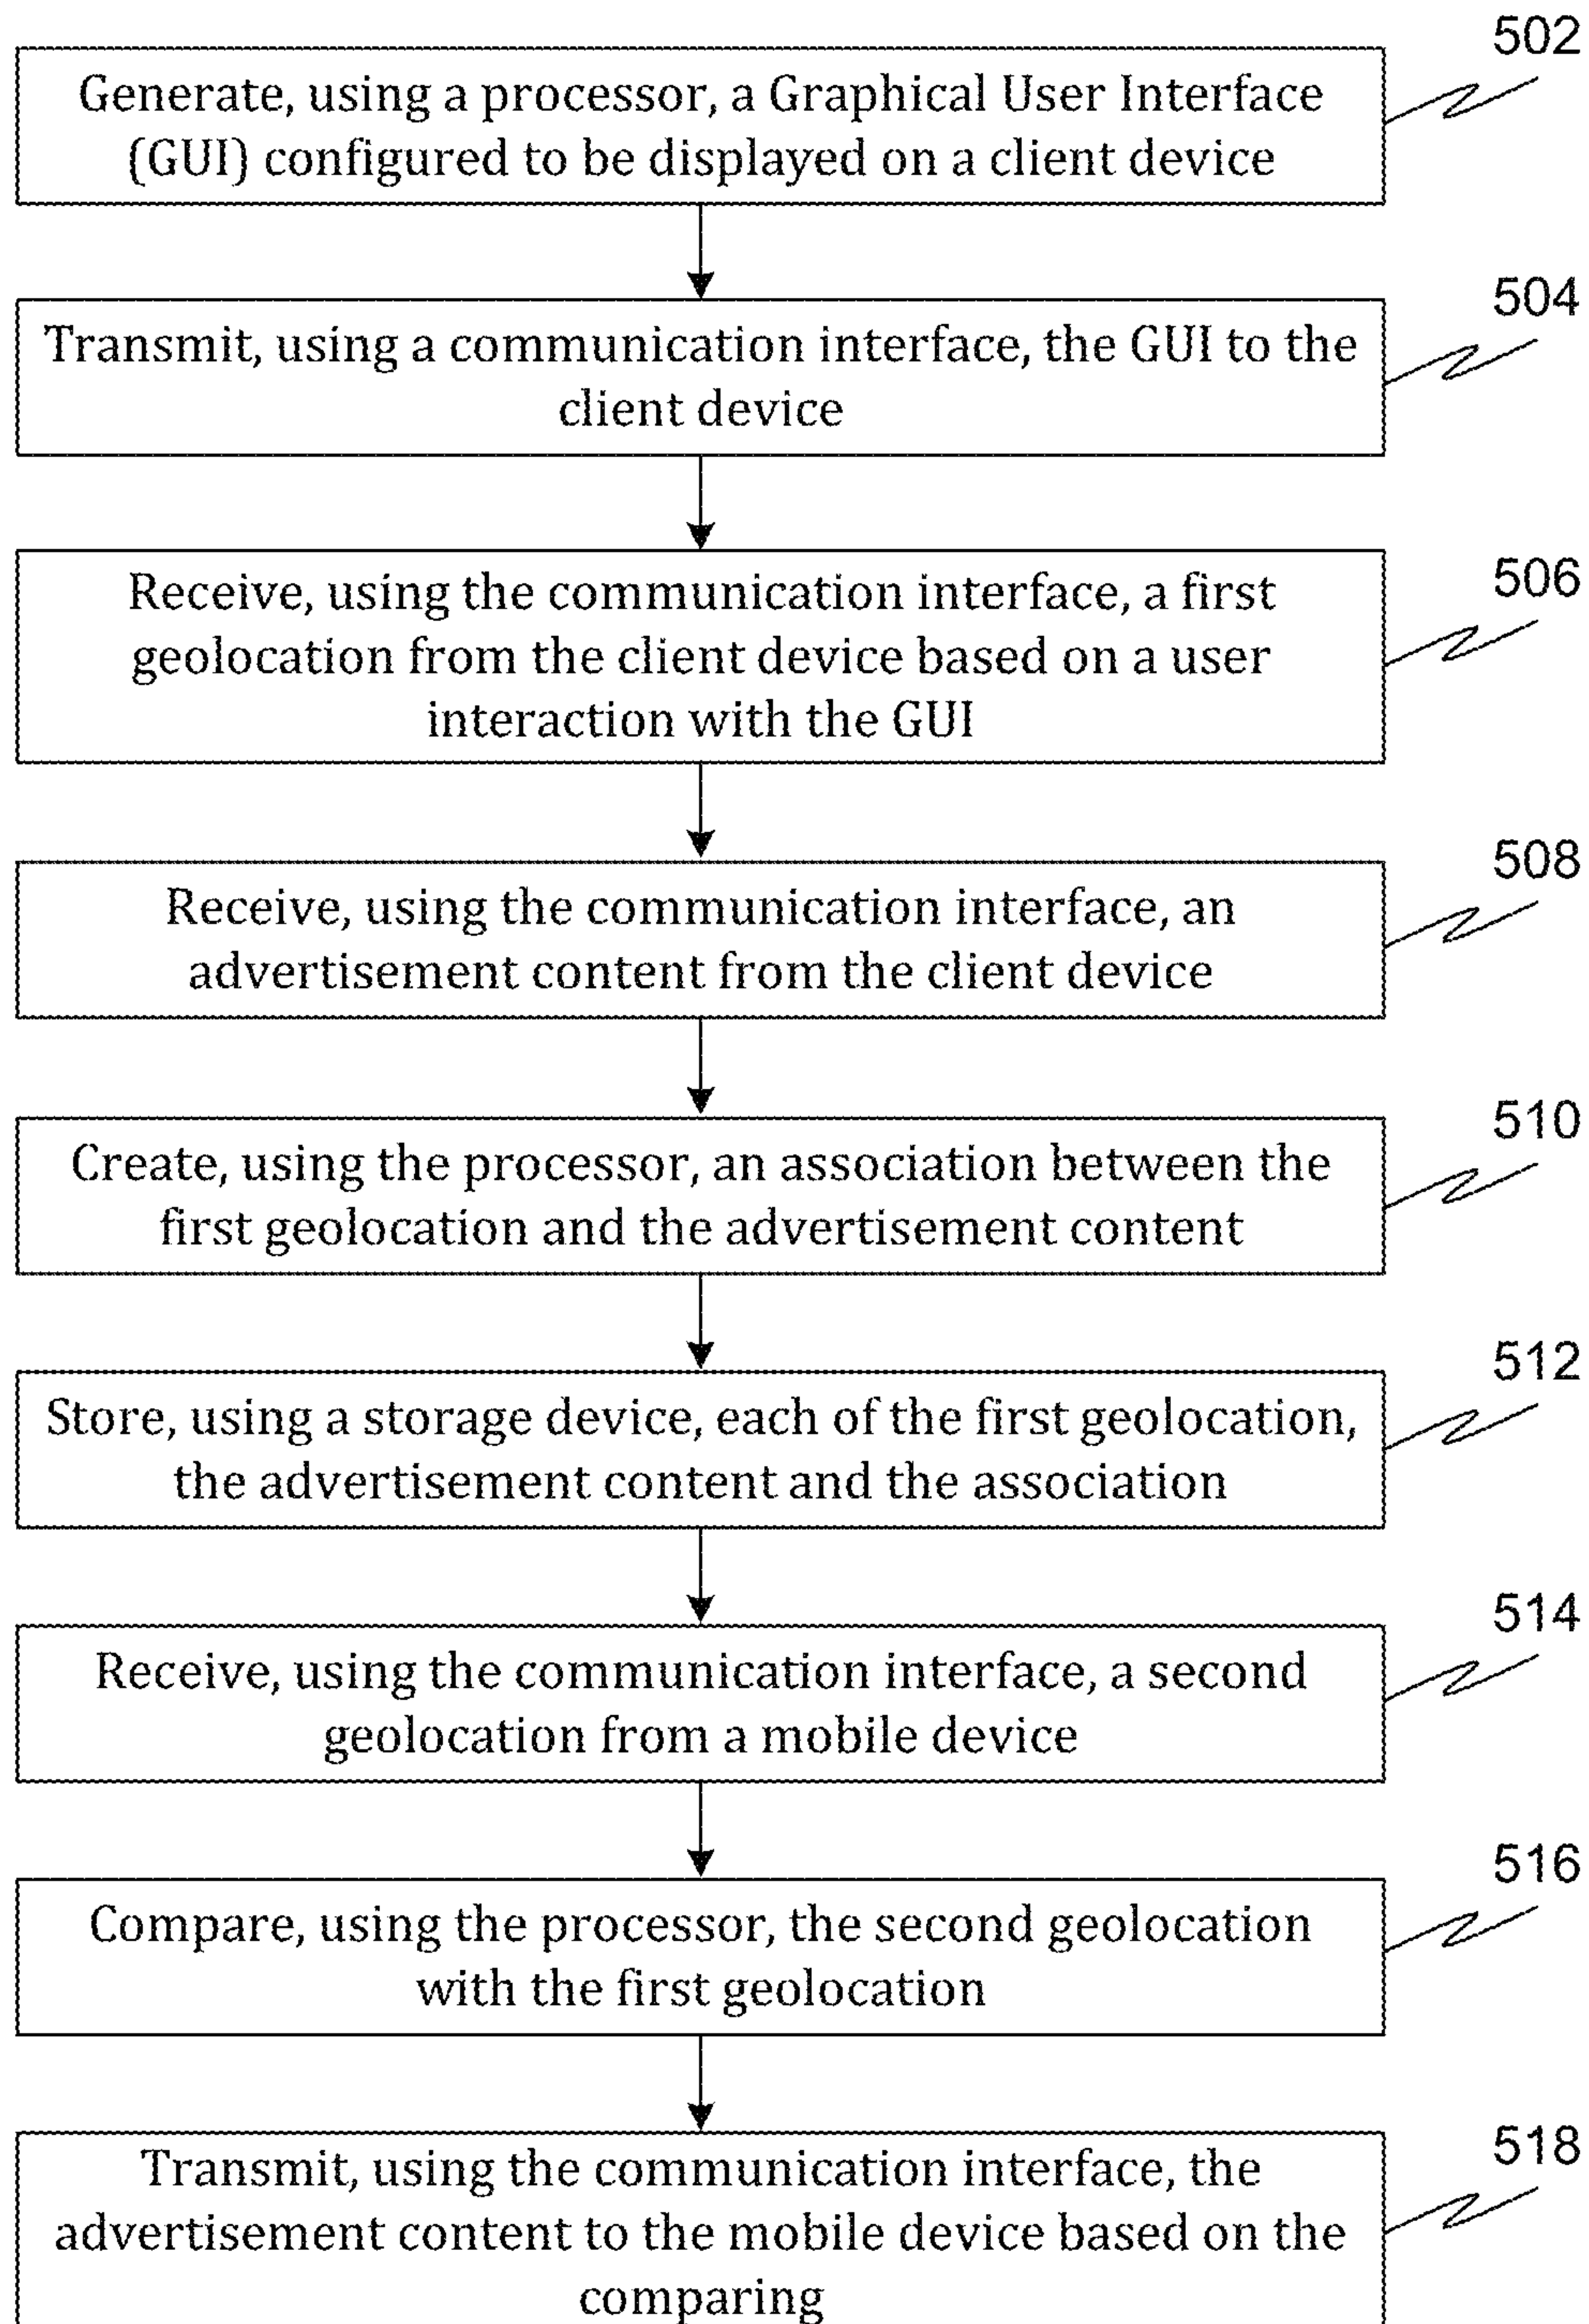 502
Generate, using a processor, a Graphical User Interface
(GUI) configured to be displayed on a client device
504
Transmit, using a communication interface, the GUI to the
client device
506
Receive, using the communication interface, a first
geolocation from the client device based on a user
interaction with the GUI
508
Receive, using the communication interface, an
advertisement content from the client device
510
Create, using the processor, an association between the
first geolocation and the advertisement content
512
Store, using a storage device, each of the first geolocation,
the advertisement content and the association
514
Receive, using the communication interface, a second
geolocation from a mobile device
516
Compare, using the processor, the second geolocation
with the first geolocation
518
Transmit, using the communication interface, the
advertisement content to the mobile device based on the
comparing